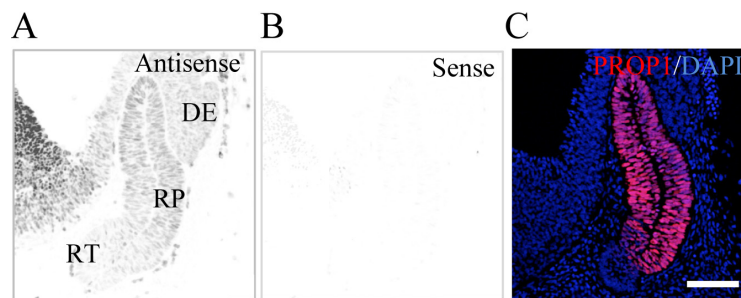 A
B
C
Antisense
Sense
PROP1/DAPI
DE
RP
RT